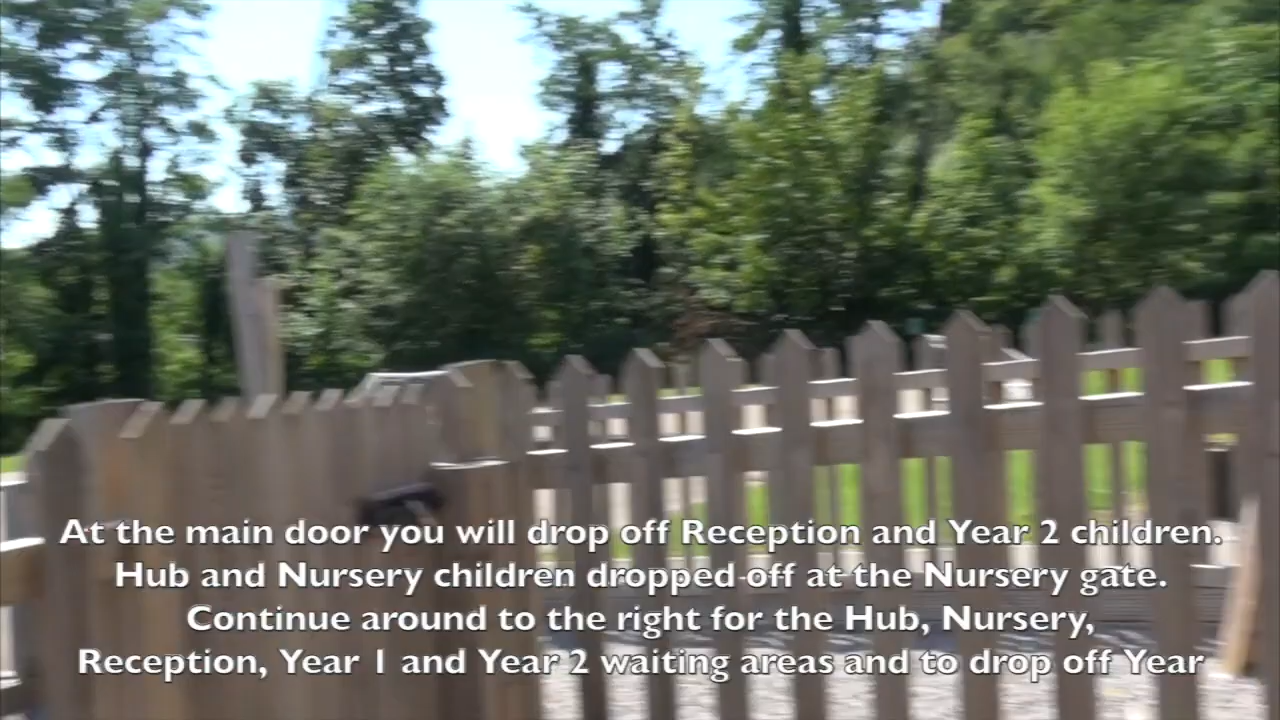 At the main door you will drop off Reception and Year 2 children.
Hub and Nursery children dropped off at the Nursery gate.
Continue around to the right for the Hub, Nursery,
Reception, Year 1 and Year 2 waiting areas and to drop off Year